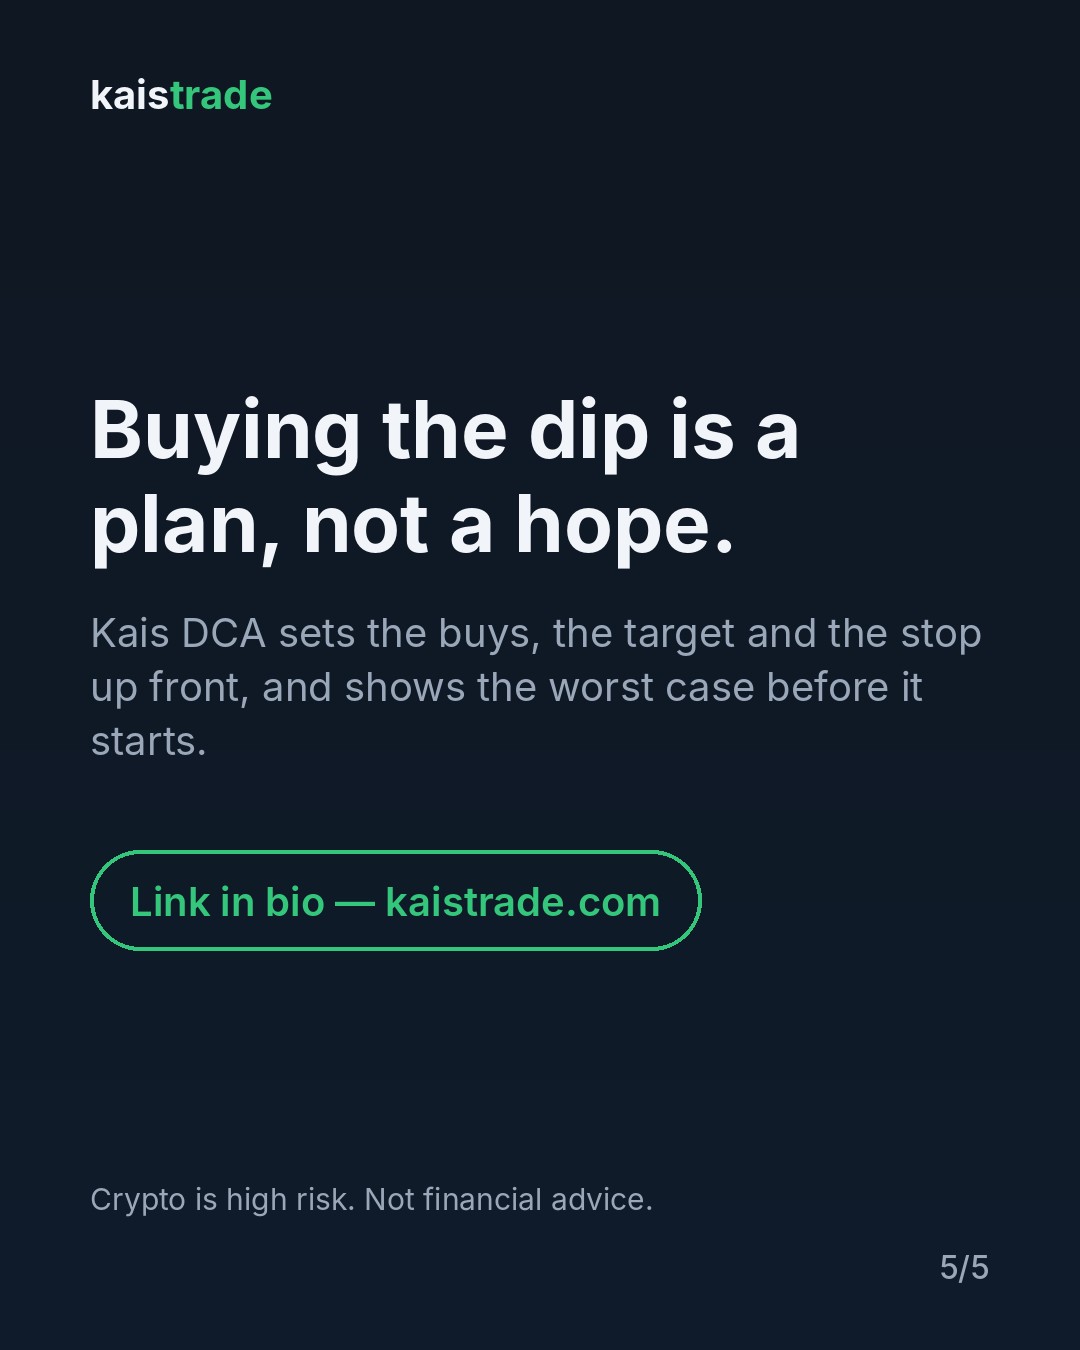 kaistrade
Buying the dip is a
plan, not a hope.
Kais DCA sets the buys, the target and the stop
up front, and shows the worst case before it
starts.
Link in bio — kaistrade.com
Crypto is high risk. Not financial advice.
5/5